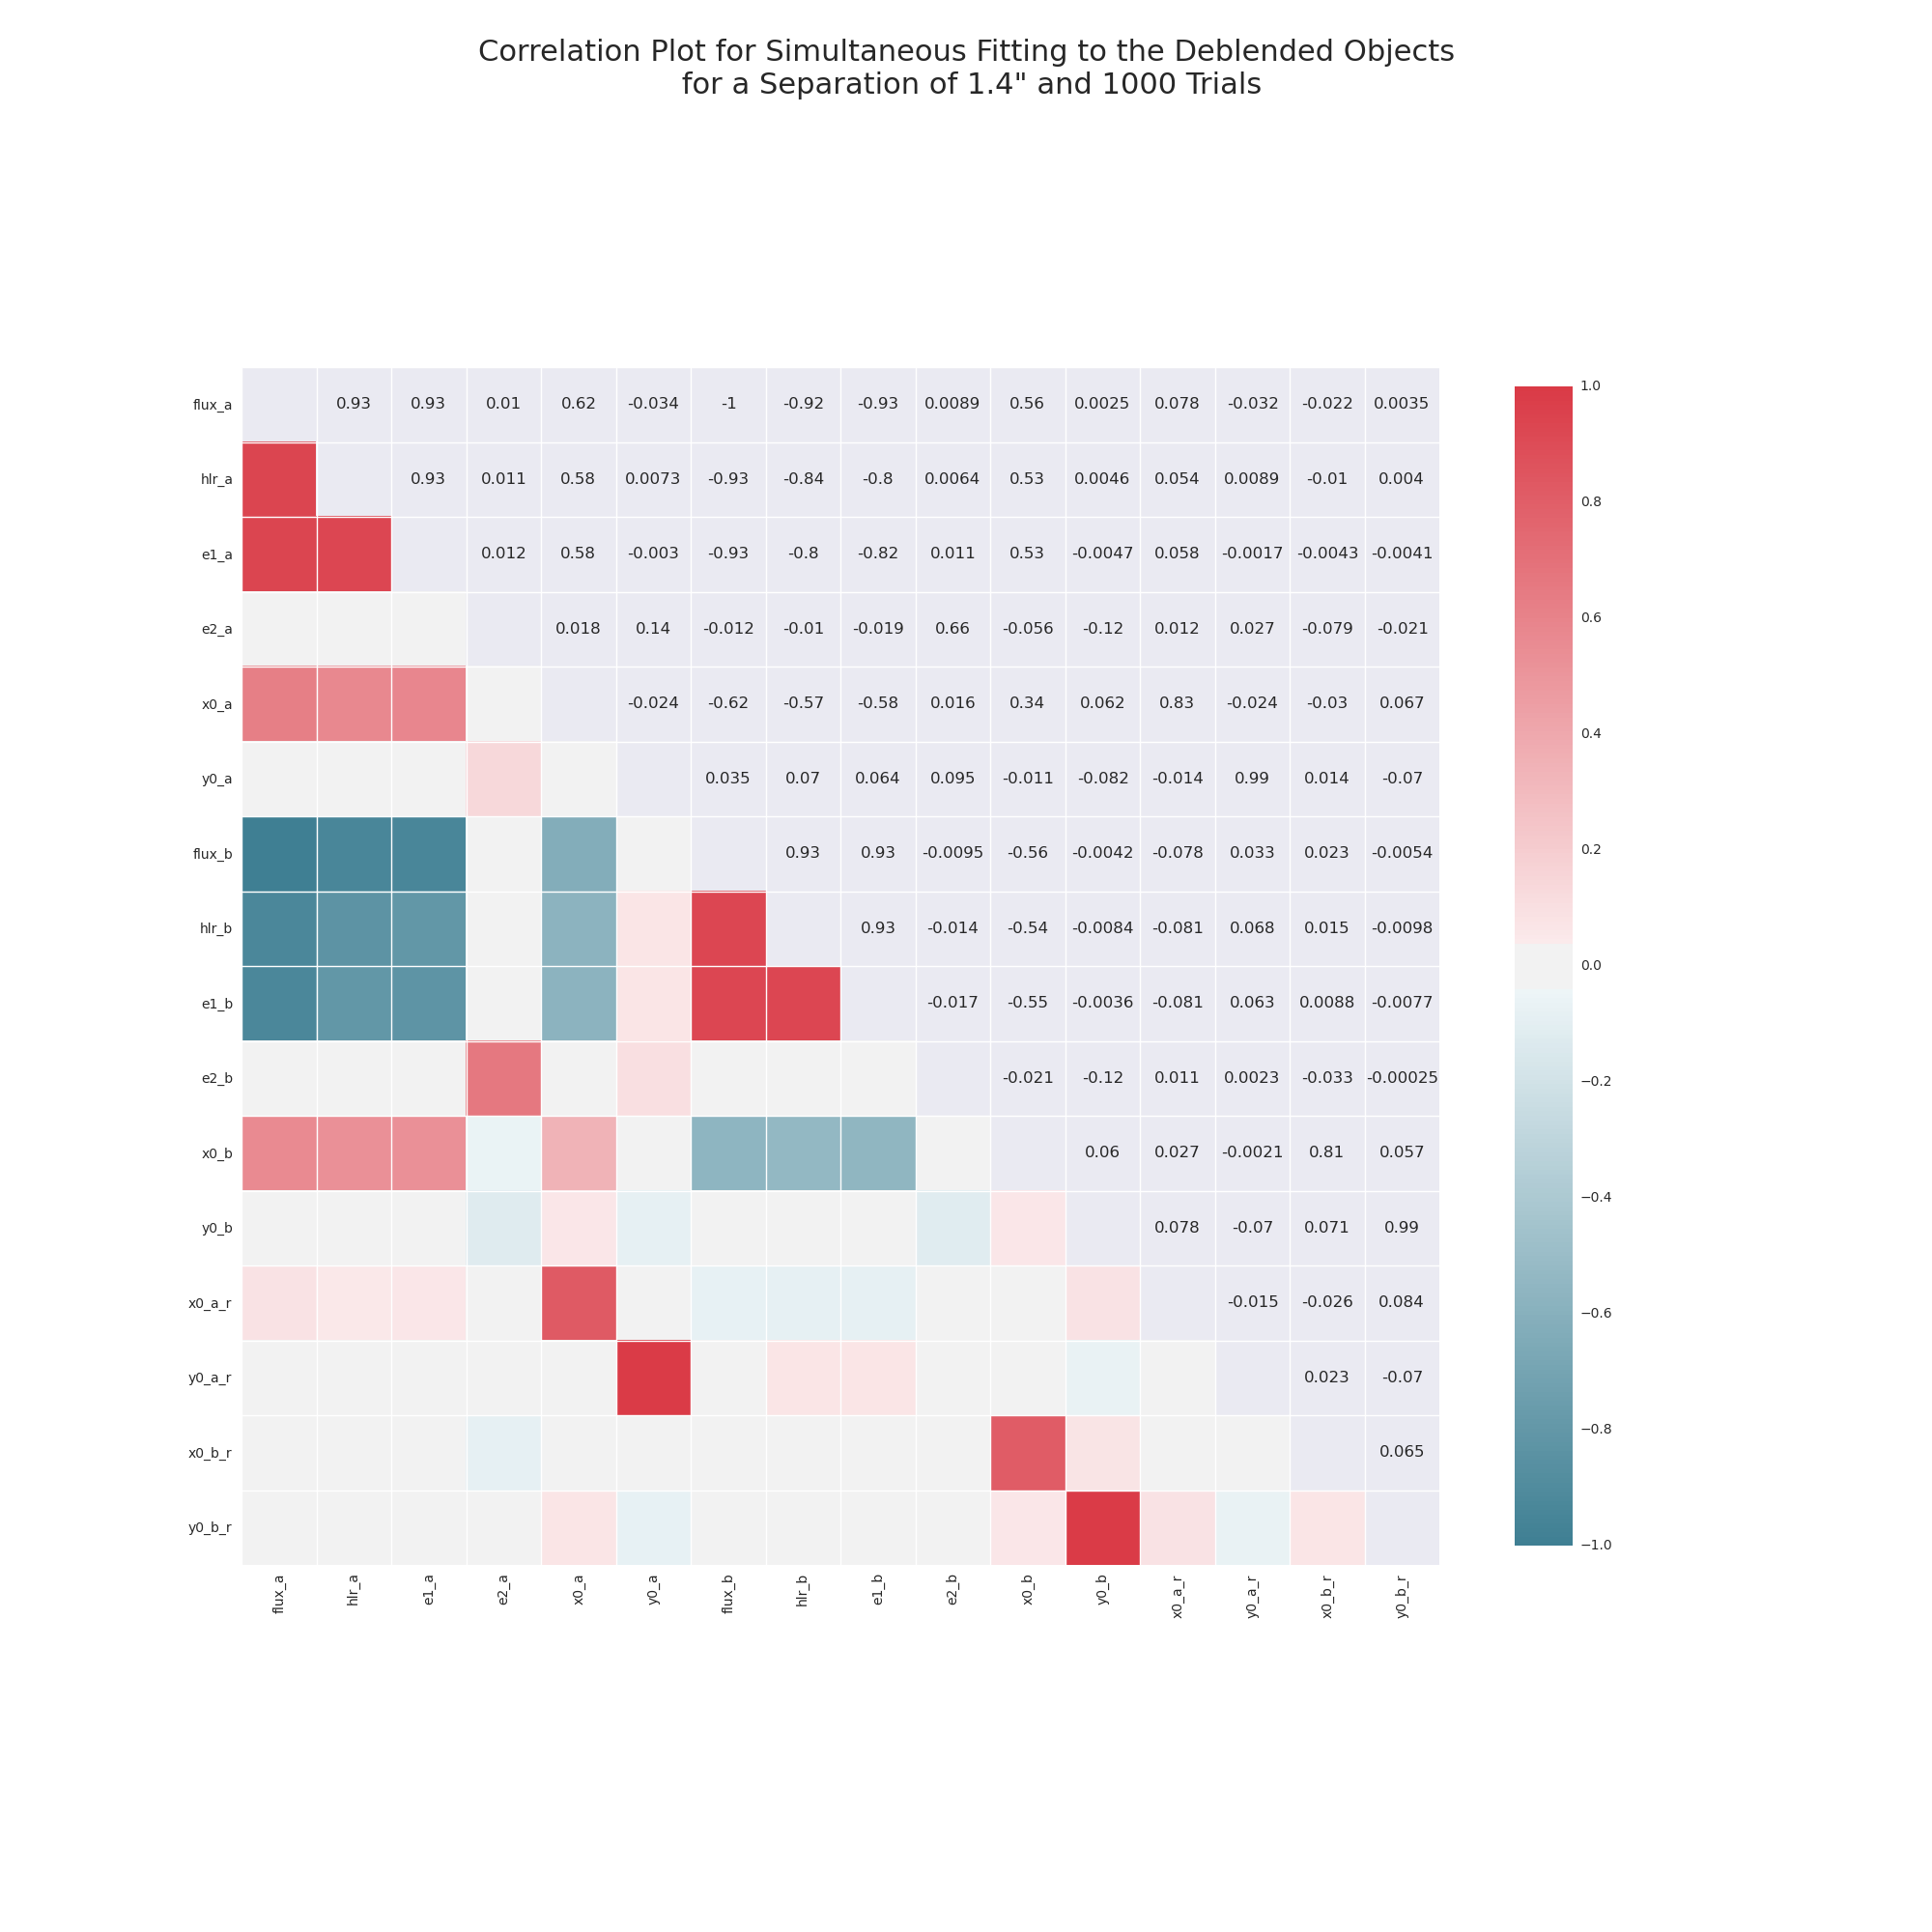 Correlation Plot for Simultaneous Fitting to the Deblended Objects
for a Separation of 1.4" and 1000 Trials
flux_a 0.93 0.93 0.01 0.62 -0.034 -1 -0.92 -0.93 0.0089 0.56 0.0025 0.078 -0.032 -0.022 0.0035
hlr_a 0.93 0.011 0.58 0.0073 -0.93 -0.84 -0.8 0.0064 0.53 0.0046 0.054 0.0089 -0.01 0.004
e1_a 0.012 0.58 -0.003 -0.93 -0.8 -0.82 0.011 0.53 -0.0047 0.058 -0.0017 -0.0043 -0.0041
e2_a 0.018 0.14 -0.012 -0.01 -0.019 0.66 -0.056 -0.12 0.012 0.027 -0.079 -0.021
x0_a -0.024 -0.62 -0.57 -0.58 0.016 0.34 0.062 0.83 -0.024 -0.03 0.067
y0_a 0.035 0.07 0.064 0.095 -0.011 -0.082 -0.014 0.99 0.014 -0.07
flux_b 0.93 0.93 -0.0095 -0.56 -0.0042 -0.078 0.033 0.023 -0.0054
hlr_b 0.93 -0.014 -0.54 -0.0084 -0.081 0.068 0.015 -0.0098
e1_b -0.017 -0.55 -0.0036 -0.081 0.063 0.0088 -0.0077
e2_b -0.021 -0.12 0.011 0.0023 -0.033 -0.00025
x0_b 0.06 0.027 -0.0021 0.81 0.057
y0_b 0.078 -0.07 0.071 0.99
x0_a_r -0.015 -0.026 0.084
y0_a_r 0.023 -0.07
x0_b_r 0.065
y0_b_r
flux_a hlr_a e1_a e2_a x0_a y0_a flux_b hlr_b e1_b e2_b x0_b y0_b x0_a_r y0_a_r x0_b_r y0_b_r
1.0
0.8
0.6
0.4
0.2
0.0
−0.2
−0.4
−0.6
−0.8
−1.0